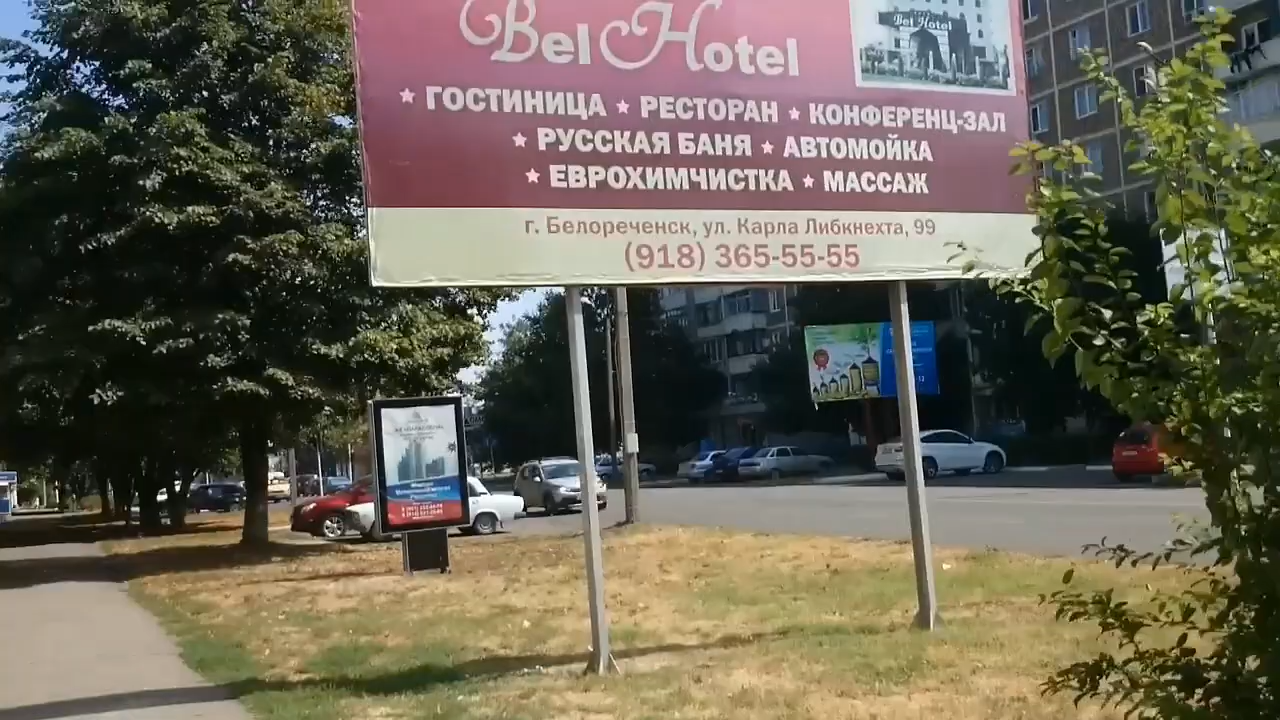 Bel Hotel
Bel Hotel
★ ГОСТИНИЦА ★ РЕСТОРАН ★ КОНФЕРЕНЦ-ЗАЛ
★ РУССКАЯ БАНЯ ★ АВТОМОЙКА
★ ЕВРОХИМЧИСТКА ★ МАССАЖ
г. Белореченск, ул. Карла Либкнехта, 99
(918) 365-55-55